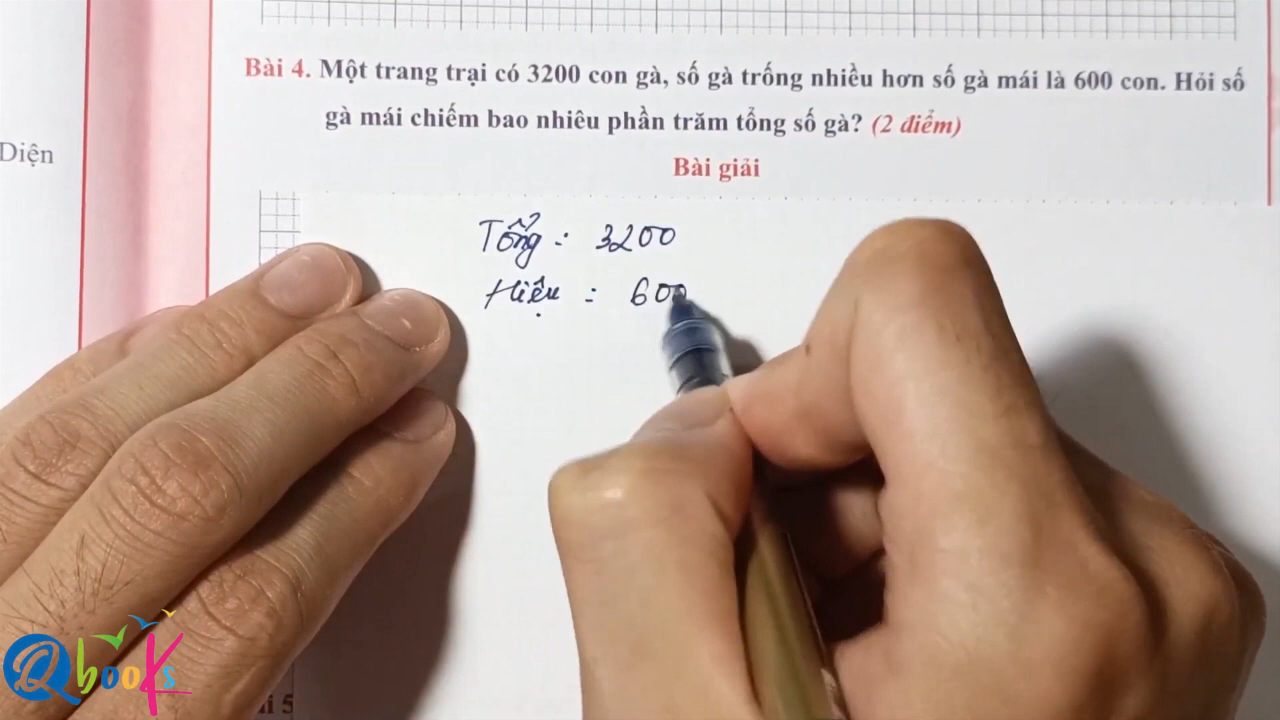 Bài 4. Một trang trại có 3200 con gà, số gà trống nhiều hơn số gà mái là 600 con. Hỏi số
gà mái chiếm bao nhiêu phần trăm tổng số gà? (2 điểm)
Diện
Bài giải
Tổng : 3200
Hiệu : 600
Qbooks
i 5